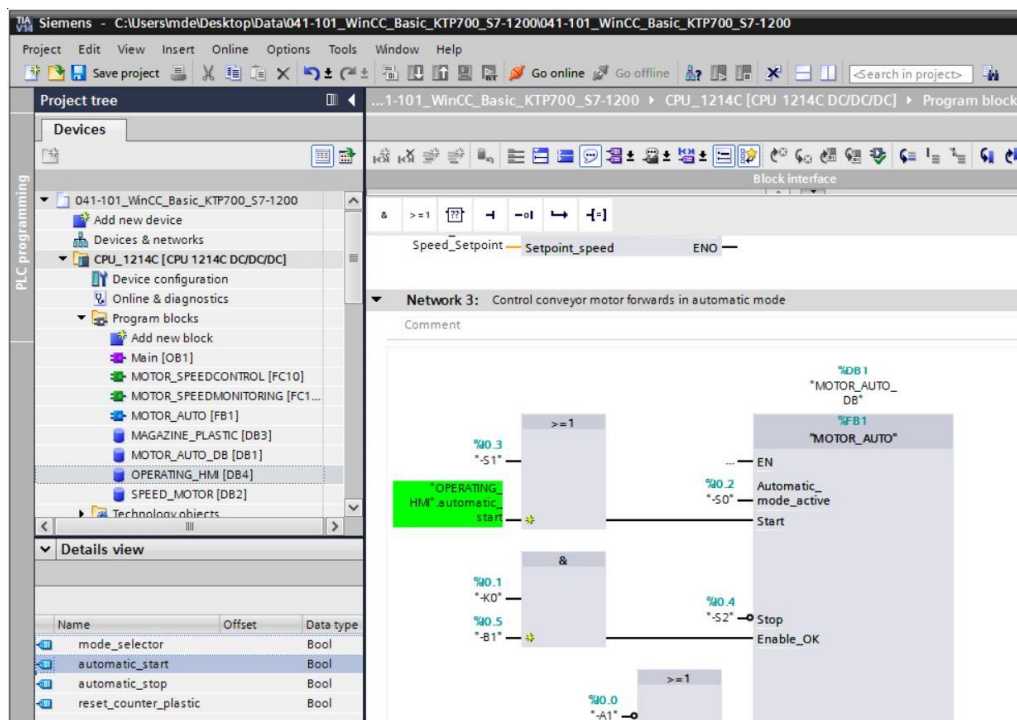 TIA V14 Siemens - C:\Users\mde\Desktop\Data\041-101_WinCC_Basic_KTP700_S7-1200\041-101_WinCC_Basic_KTP700_S7-1200
Project Edit View Insert Online Options Tools Window Help
Save project Go online Go offline <Search in project>
Project tree
...1-101_WinCC_Basic_KTP700_S7-1200 CPU_1214C [CPU 1214C DC/DC/DC] Program block
Devices
PLC programming
Block interface
041-101_WinCC_Basic_KTP700_S7-1200
Add new device
Devices & networks
CPU_1214C [CPU 1214C DC/DC/DC]
Device configuration
Online & diagnostics
Program blocks
Add new block
Main [OB1]
MOTOR_SPEEDCONTROL [FC10]
MOTOR_SPEEDMONITORING [FC1...
MOTOR_AUTO [FB1]
MAGAZINE_PLASTIC [DB3]
MOTOR_AUTO_DB [DB1]
OPERATING_HMI [DB4]
SPEED_MOTOR [DB2]
Technology objects
Details view
Name Offset Data type
mode_selector Bool
automatic_start Bool
automatic_stop Bool
reset_counter_plastic Bool
& >=1 ?? -| -o| -[=]
Speed_Setpoint Setpoint_speed ENO
Network 3: Control conveyor motor forwards in automatic mode
Comment
%DB1
"MOTOR_AUTO_
DB"
%FB1
"MOTOR_AUTO"
>=1
%I0.3
"-S1"
... EN
"OPERATING_
HMI".automatic_
start
%I0.2
"-S0"
Automatic_
mode_active
Start
&
%I0.1
"-K0"
%I0.5
"-B1"
%I0.4
"-S2"
Stop
Enable_OK
>=1
%I0.0
"-A1"